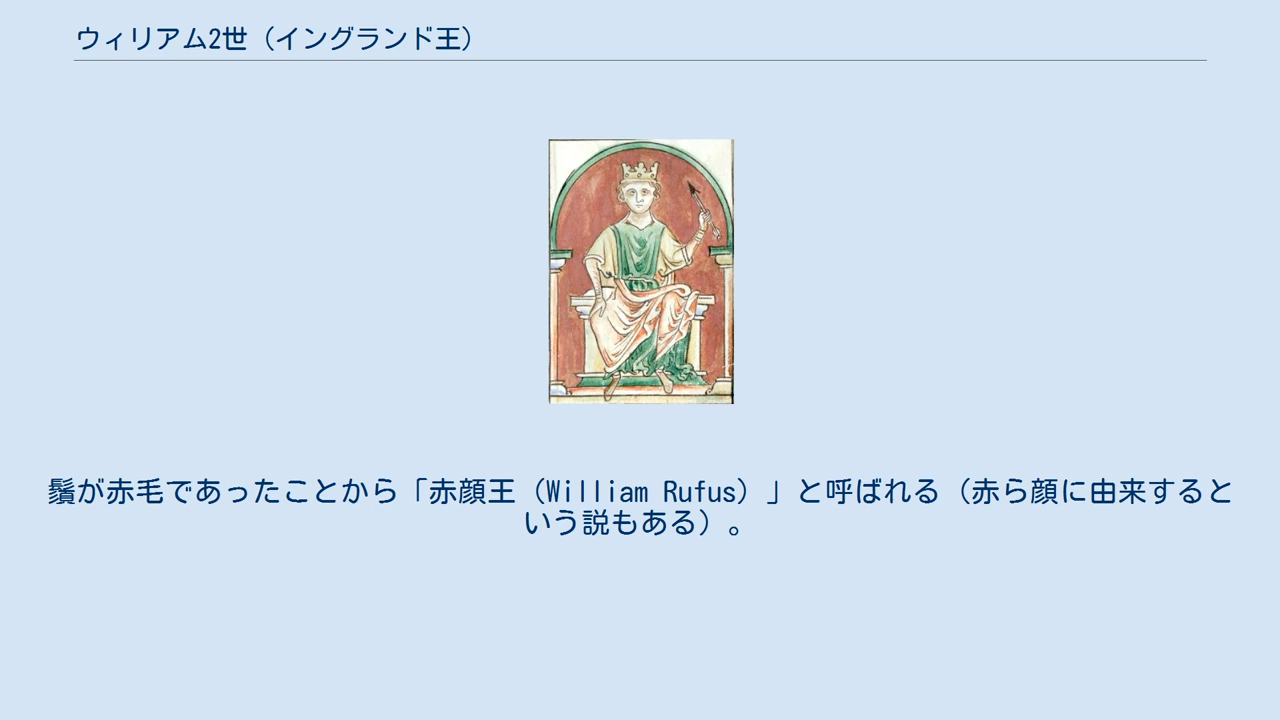 ウィリアム2世（イングランド王）
鬚が赤毛であったことから「赤顔王（William Rufus）」と呼ばれる（赤ら顔に由来すると
いう説もある）。